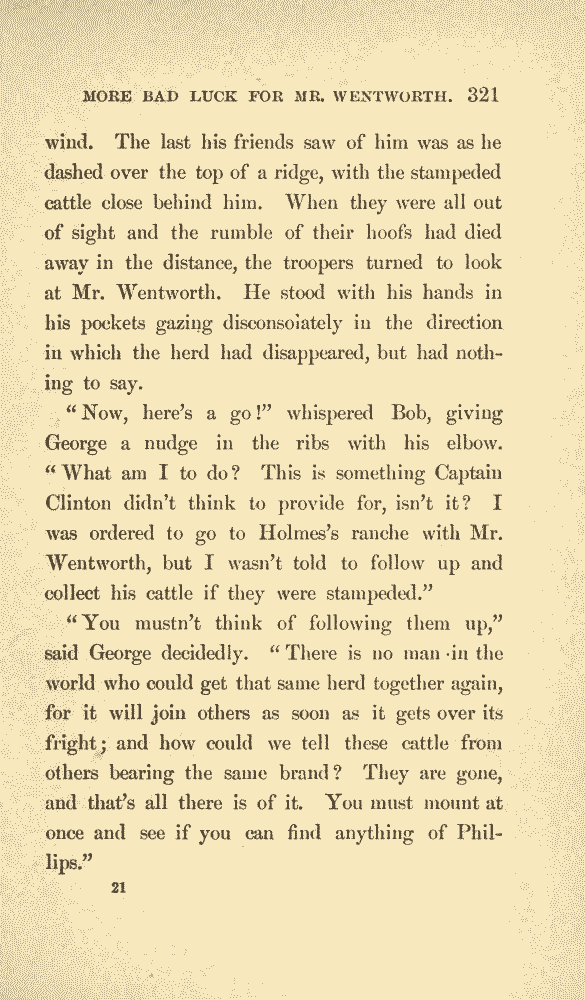 MORE BAD LUCK FOR MR. WENTWORTH. 321
wind. The last his friends saw of him was as he
dashed over the top of a ridge, with the stampeded
cattle close behind him. When they were all out
of sight and the rumble of their hoofs had died
away in the distance, the troopers turned to look
at Mr. Wentworth. He stood with his hands in
his pockets gazing disconsolately in the direction
in which the herd had disappeared, but had noth-
ing to say.
“Now, here’s a go!” whispered Bob, giving
George a nudge in the ribs with his elbow.
“What am I to do? This is something Captain
Clinton didn’t think to provide for, isn’t it? I
was ordered to go to Holmes’s ranche with Mr.
Wentworth, but I wasn’t told to follow up and
collect his cattle if they were stampeded.”
“You mustn’t think of following them up,”
said George decidedly. “There is no man in the
world who could get that same herd together again,
for it will join others as soon as it gets over its
fright; and how could we tell these cattle from
others bearing the same brand? They are gone,
and that’s all there is of it. You must mount at
once and see if you can find anything of Phil-
lips.”
21